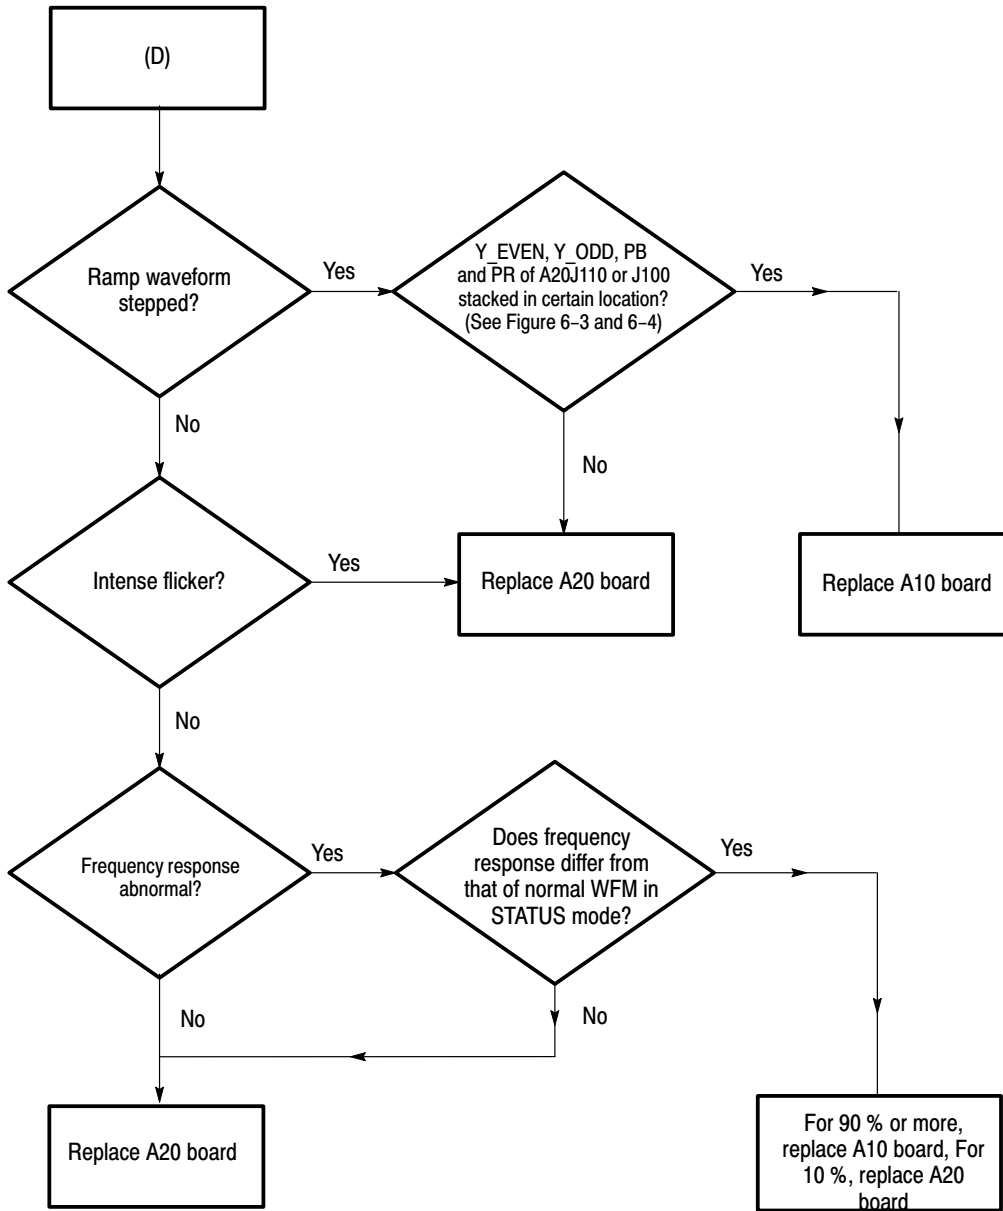 (D)
Ramp waveform
stepped?
Yes
Y_EVEN, Y_ODD, PB
and PR of A20J110 or J100
stacked in certain location?
(See Figure 6–3 and 6–4)
Yes
No
No
Intense flicker?
Yes
Replace A20 board
Replace A10 board
No
Frequency response
abnormal?
Yes
Does frequency
response differ from
that of normal WFM in
STATUS mode?
Yes
No
No
Replace A20 board
For 90 % or more,
replace A10 board, For
10 %, replace A20
board